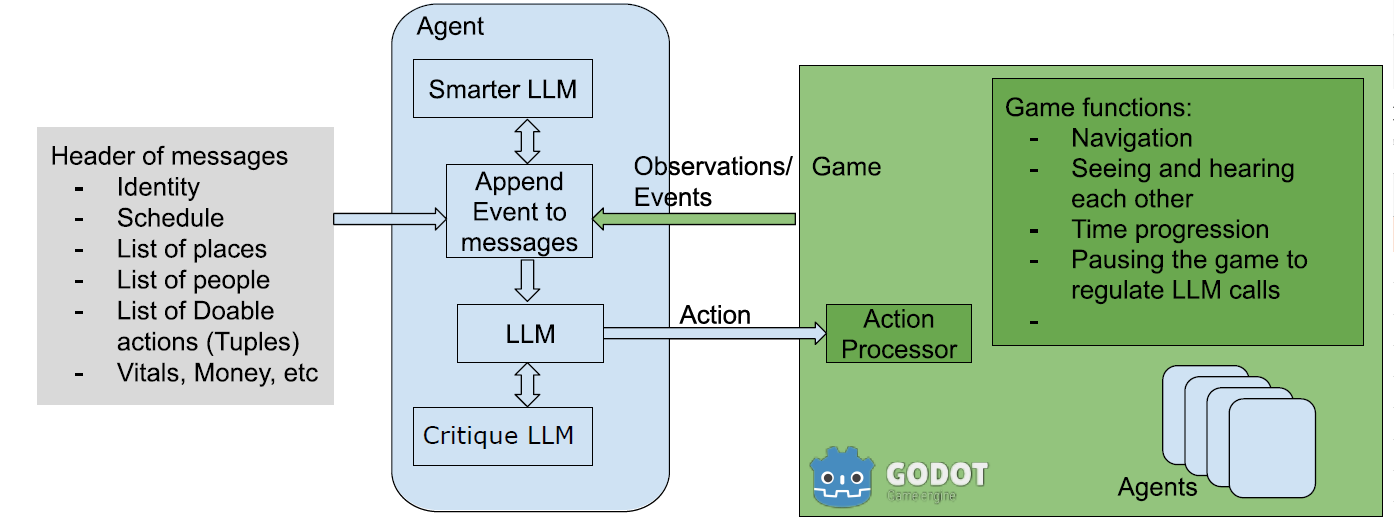 Header of messages
- Identity
- Schedule
- List of places
- List of people
- List of Doable
actions (Tuples)
- Vitals, Money, etc
Agent
Smarter LLM
Append
Event to
messages
LLM
Critique LLM
Observations/
Events
Action
Game
Action
Processor
Game functions:
- Navigation
- Seeing and hearing
each other
- Time progression
- Pausing the game to
regulate LLM calls
-
GODOT
Game engine
Agents